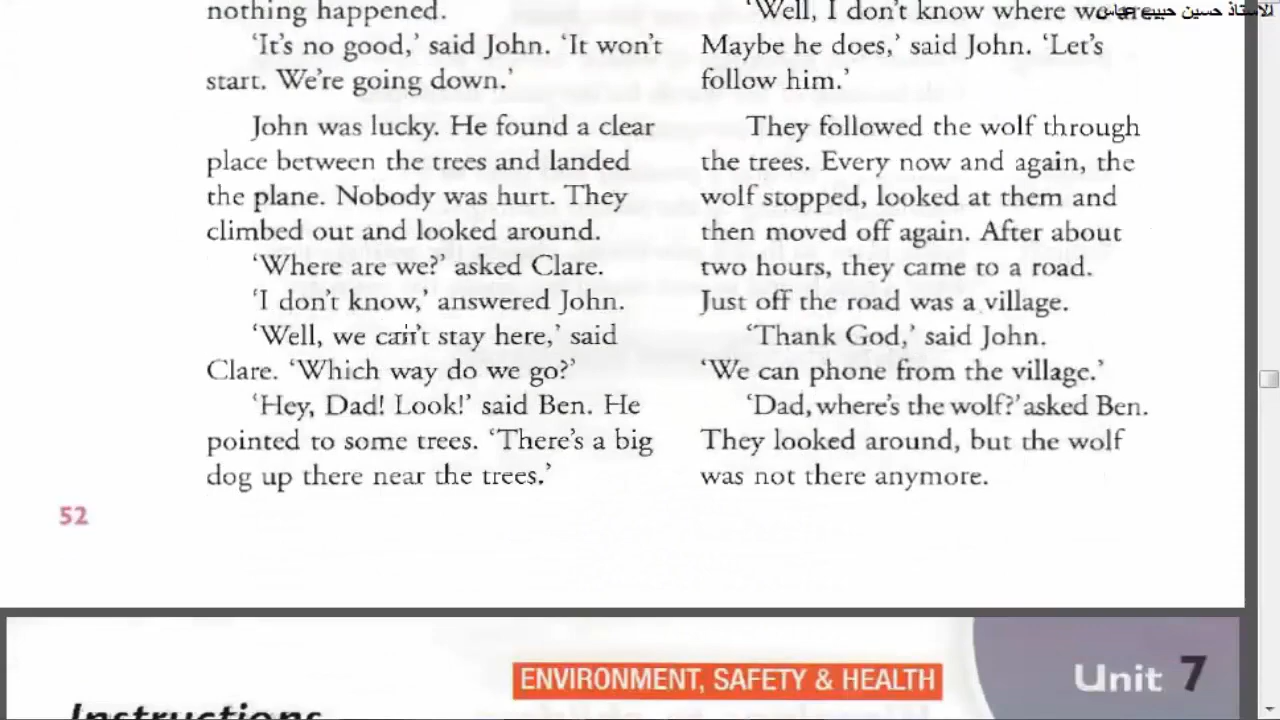 nothing happened.
‘It's no good,’ said John. ‘It won't
start. We're going down.’
John was lucky. He found a clear
place between the trees and landed
the plane. Nobody was hurt. They
climbed out and looked around.
‘Where are we?’ asked Clare.
‘I don't know,’ answered John.
‘Well, we can't stay here,’ said
Clare. ‘Which way do we go?’
‘Hey, Dad! Look!’ said Ben. He
pointed to some trees. ‘There's a big
dog up there near the trees.’
52
‘Well, I don't know where we are.
Maybe he does,’ said John. ‘Let's
follow him.’
They followed the wolf through
the trees. Every now and again, the
wolf stopped, looked at them and
then moved off again. After about
two hours, they came to a road.
Just off the road was a village.
‘Thank God,’ said John.
‘We can phone from the village.’
‘Dad, where's the wolf?’ asked Ben.
They looked around, but the wolf
was not there anymore.
الاستاذ حسين حبيب عباس
ENVIRONMENT, SAFETY & HEALTH
Unit 7
Instructions